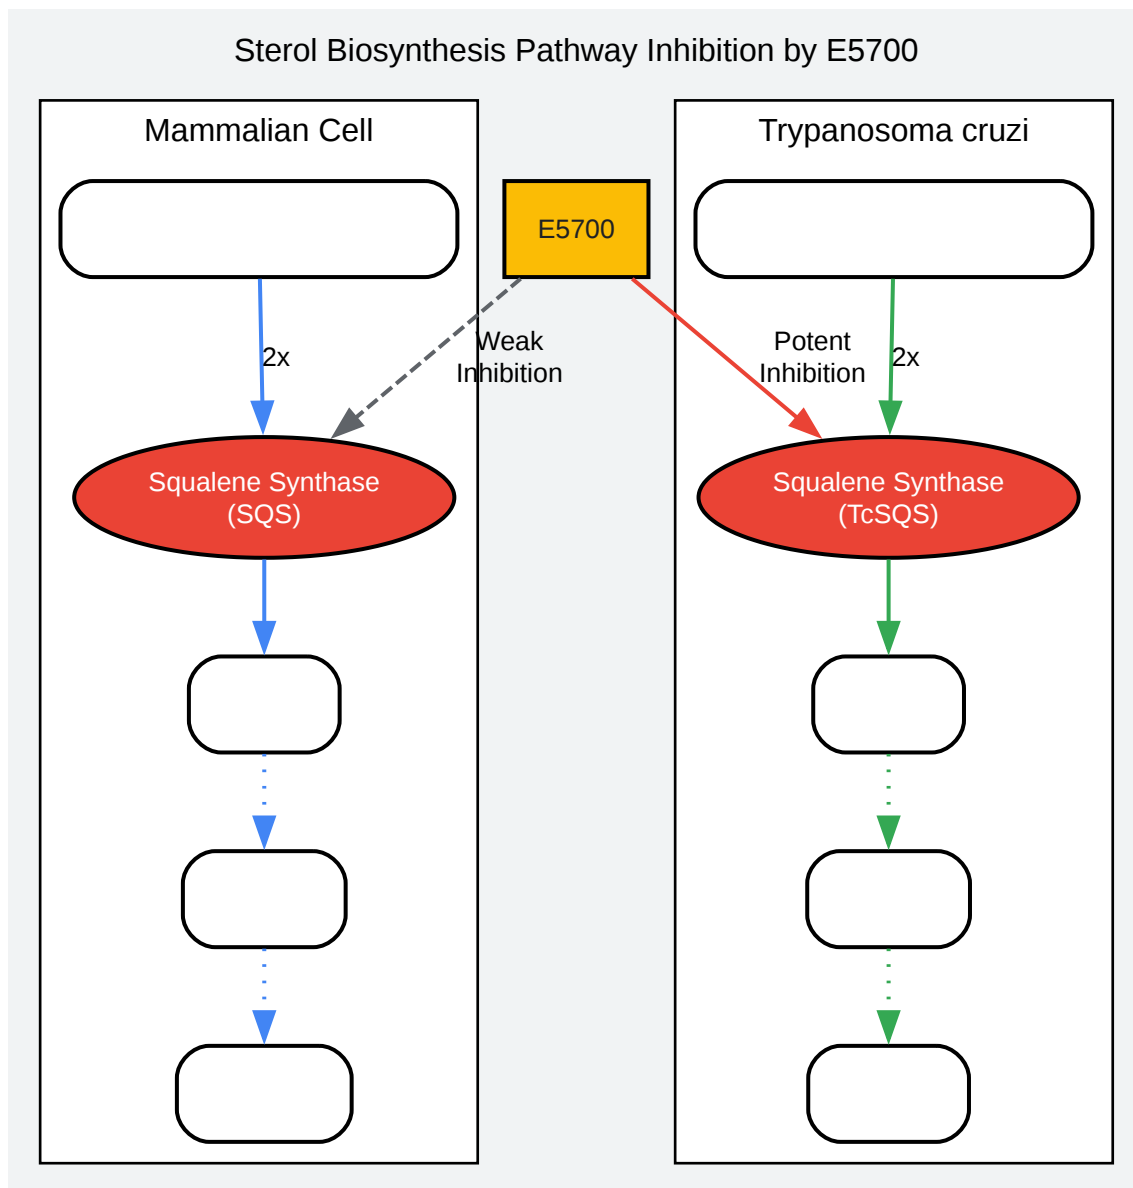 Sterol Biosynthesis Pathway Inhibition by E5700
Mammalian Cell
Trypanosoma cruzi
E5700
2x
Weak
Inhibition
Potent
Inhibition
2x
Squalene Synthase
(SQS)
Squalene Synthase
(TcSQS)